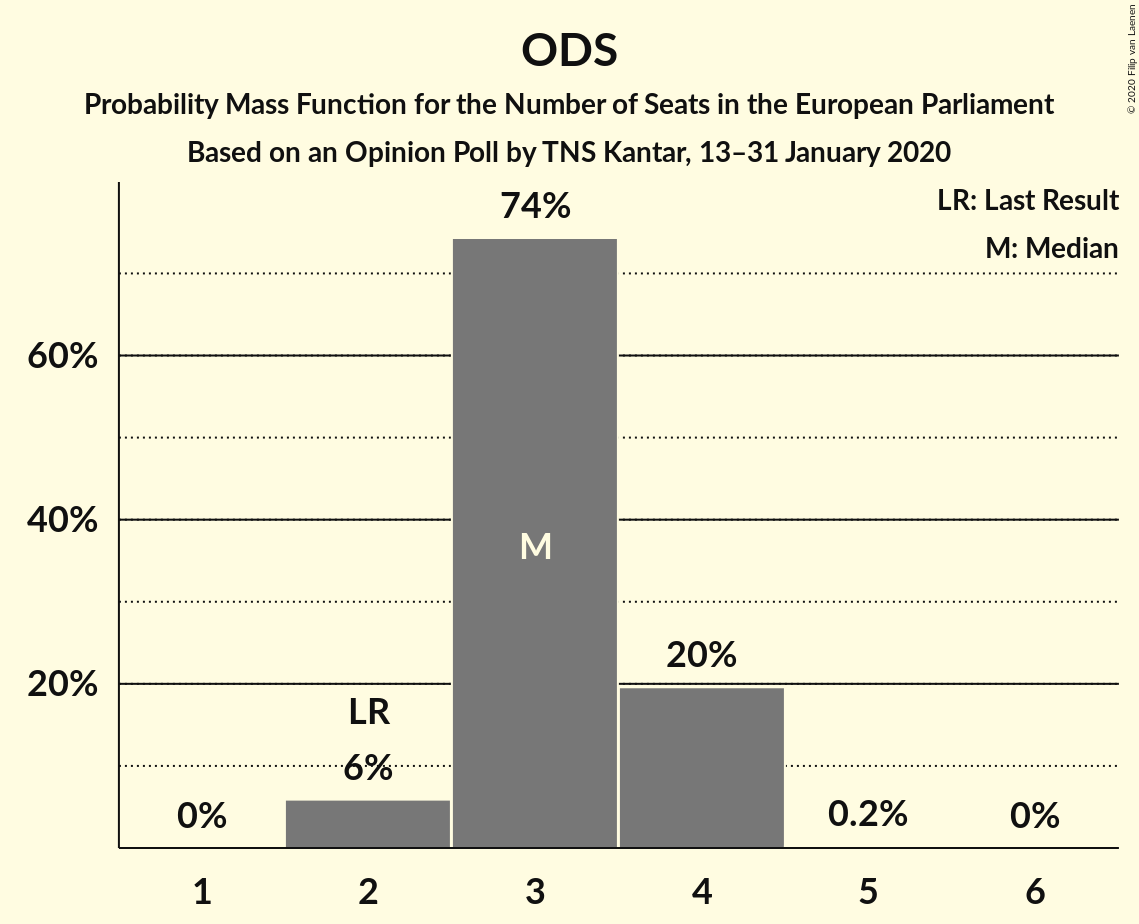 ODS
Probability Mass Function for the Number of Seats in the European Parliament
Based on an Opinion Poll by TNS Kantar, 13–31 January 2020
© 2020 Filip van Laenen
LR: Last Result
M: Median
74%
60%
40%
M
20%
20%
LR
6%
0%
0.2%
0%
1 2 3 4 5 6